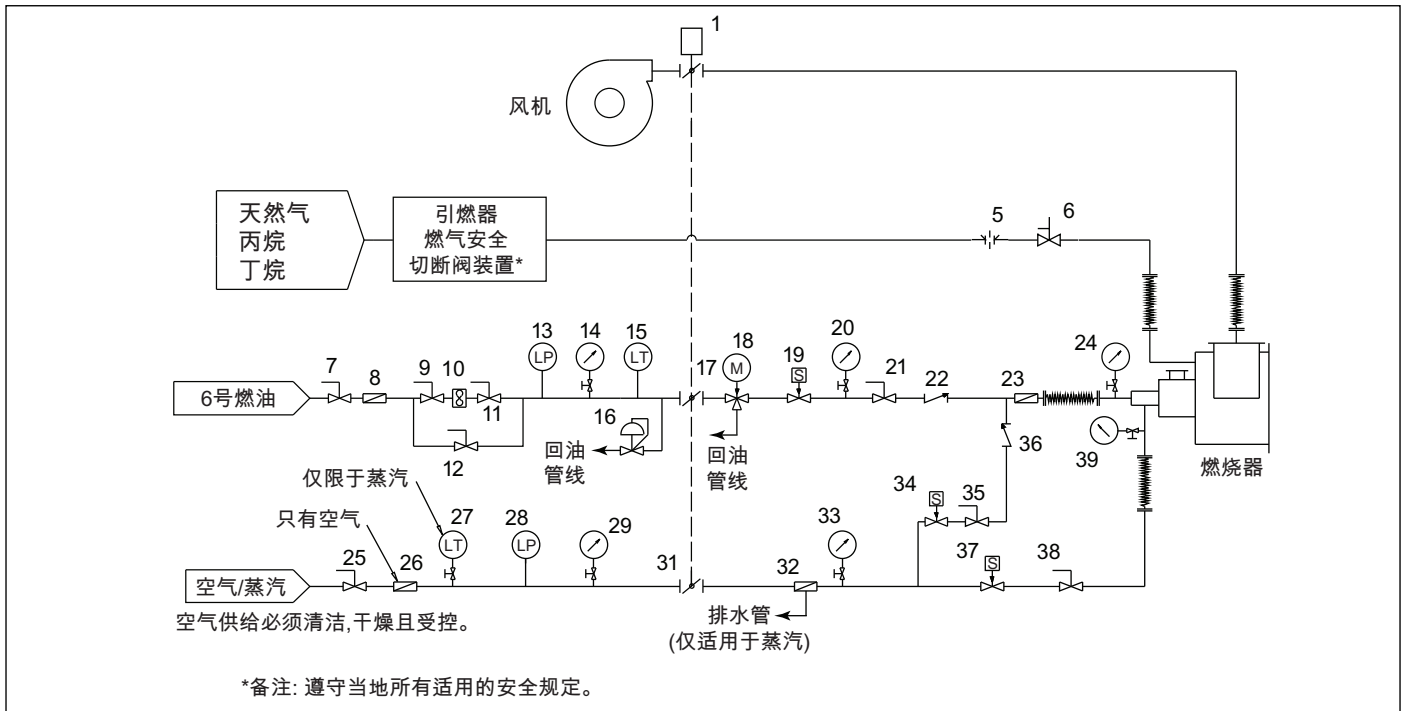 1
风机
天然气
丙烷
丁烷
引燃器
燃气安全
切断阀装置*
5
6
6号燃油
7
8
9
10
11
12
13
LP
14
15
LT
16
回油
管线
17
18
M
回油
管线
19
S
20
21
22
23
24
39
燃烧器
36
34
S
35
仅限于蒸汽
只有空气
空气/蒸汽
25
26
27
LT
28
LP
29
31
32
33
37
S
38
排水管
(仅适用于蒸汽)
空气供给必须清洁,干燥且受控。
*备注: 遵守当地所有适用的安全规定。